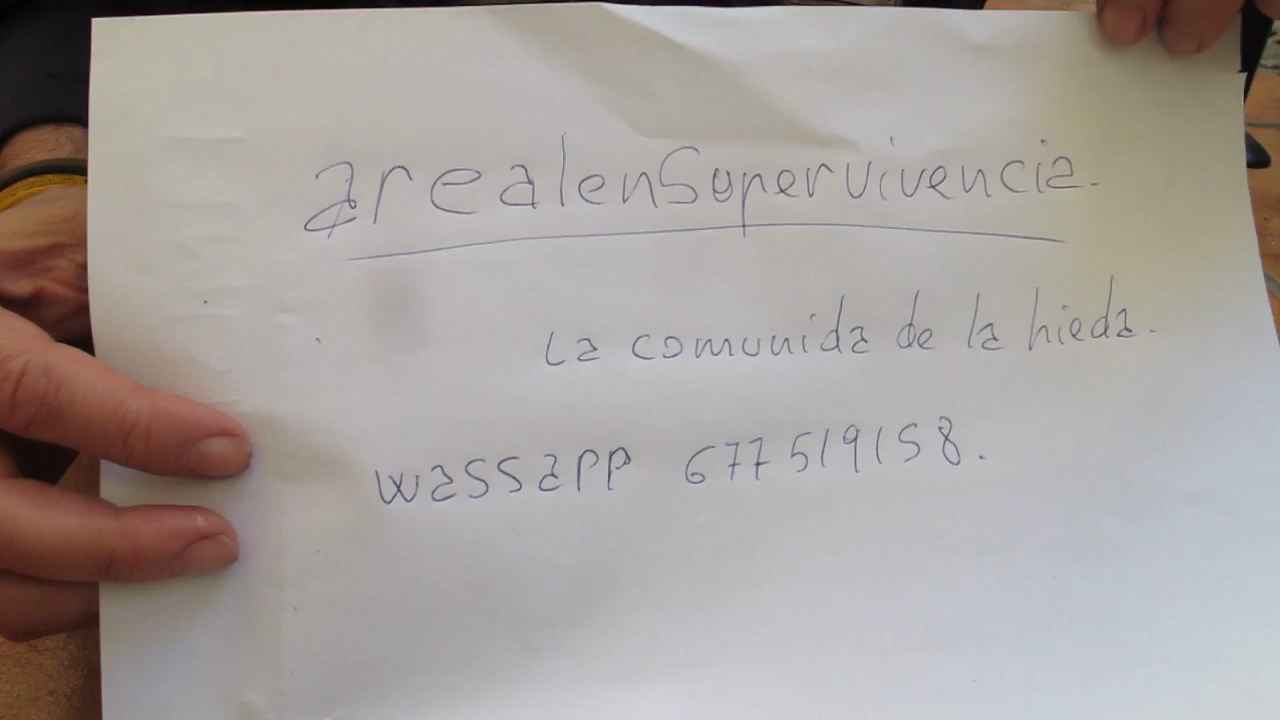 arealensupervivencia.
La comunida de la hieda.
wassapp 677519158.